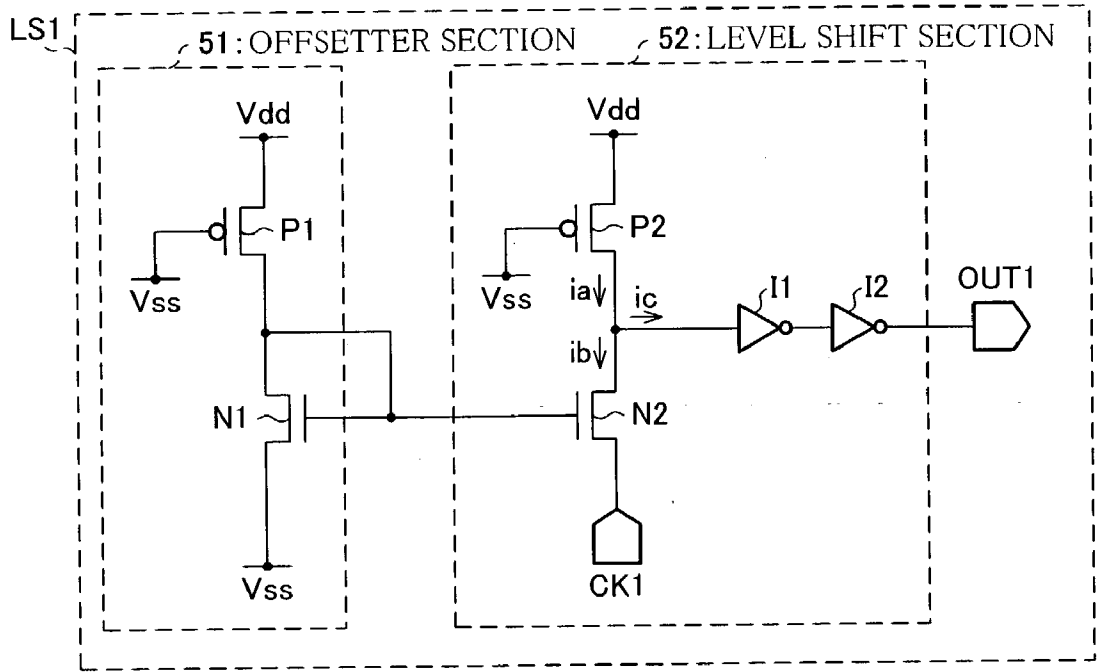 LS1
51:OFFSETTER SECTION
52:LEVEL SHIFT SECTION
Vdd
Vdd
P1
P2
Vss
Vss
ia
ic
ib
I1
I2
OUT1
N1
N2
Vss
CK1